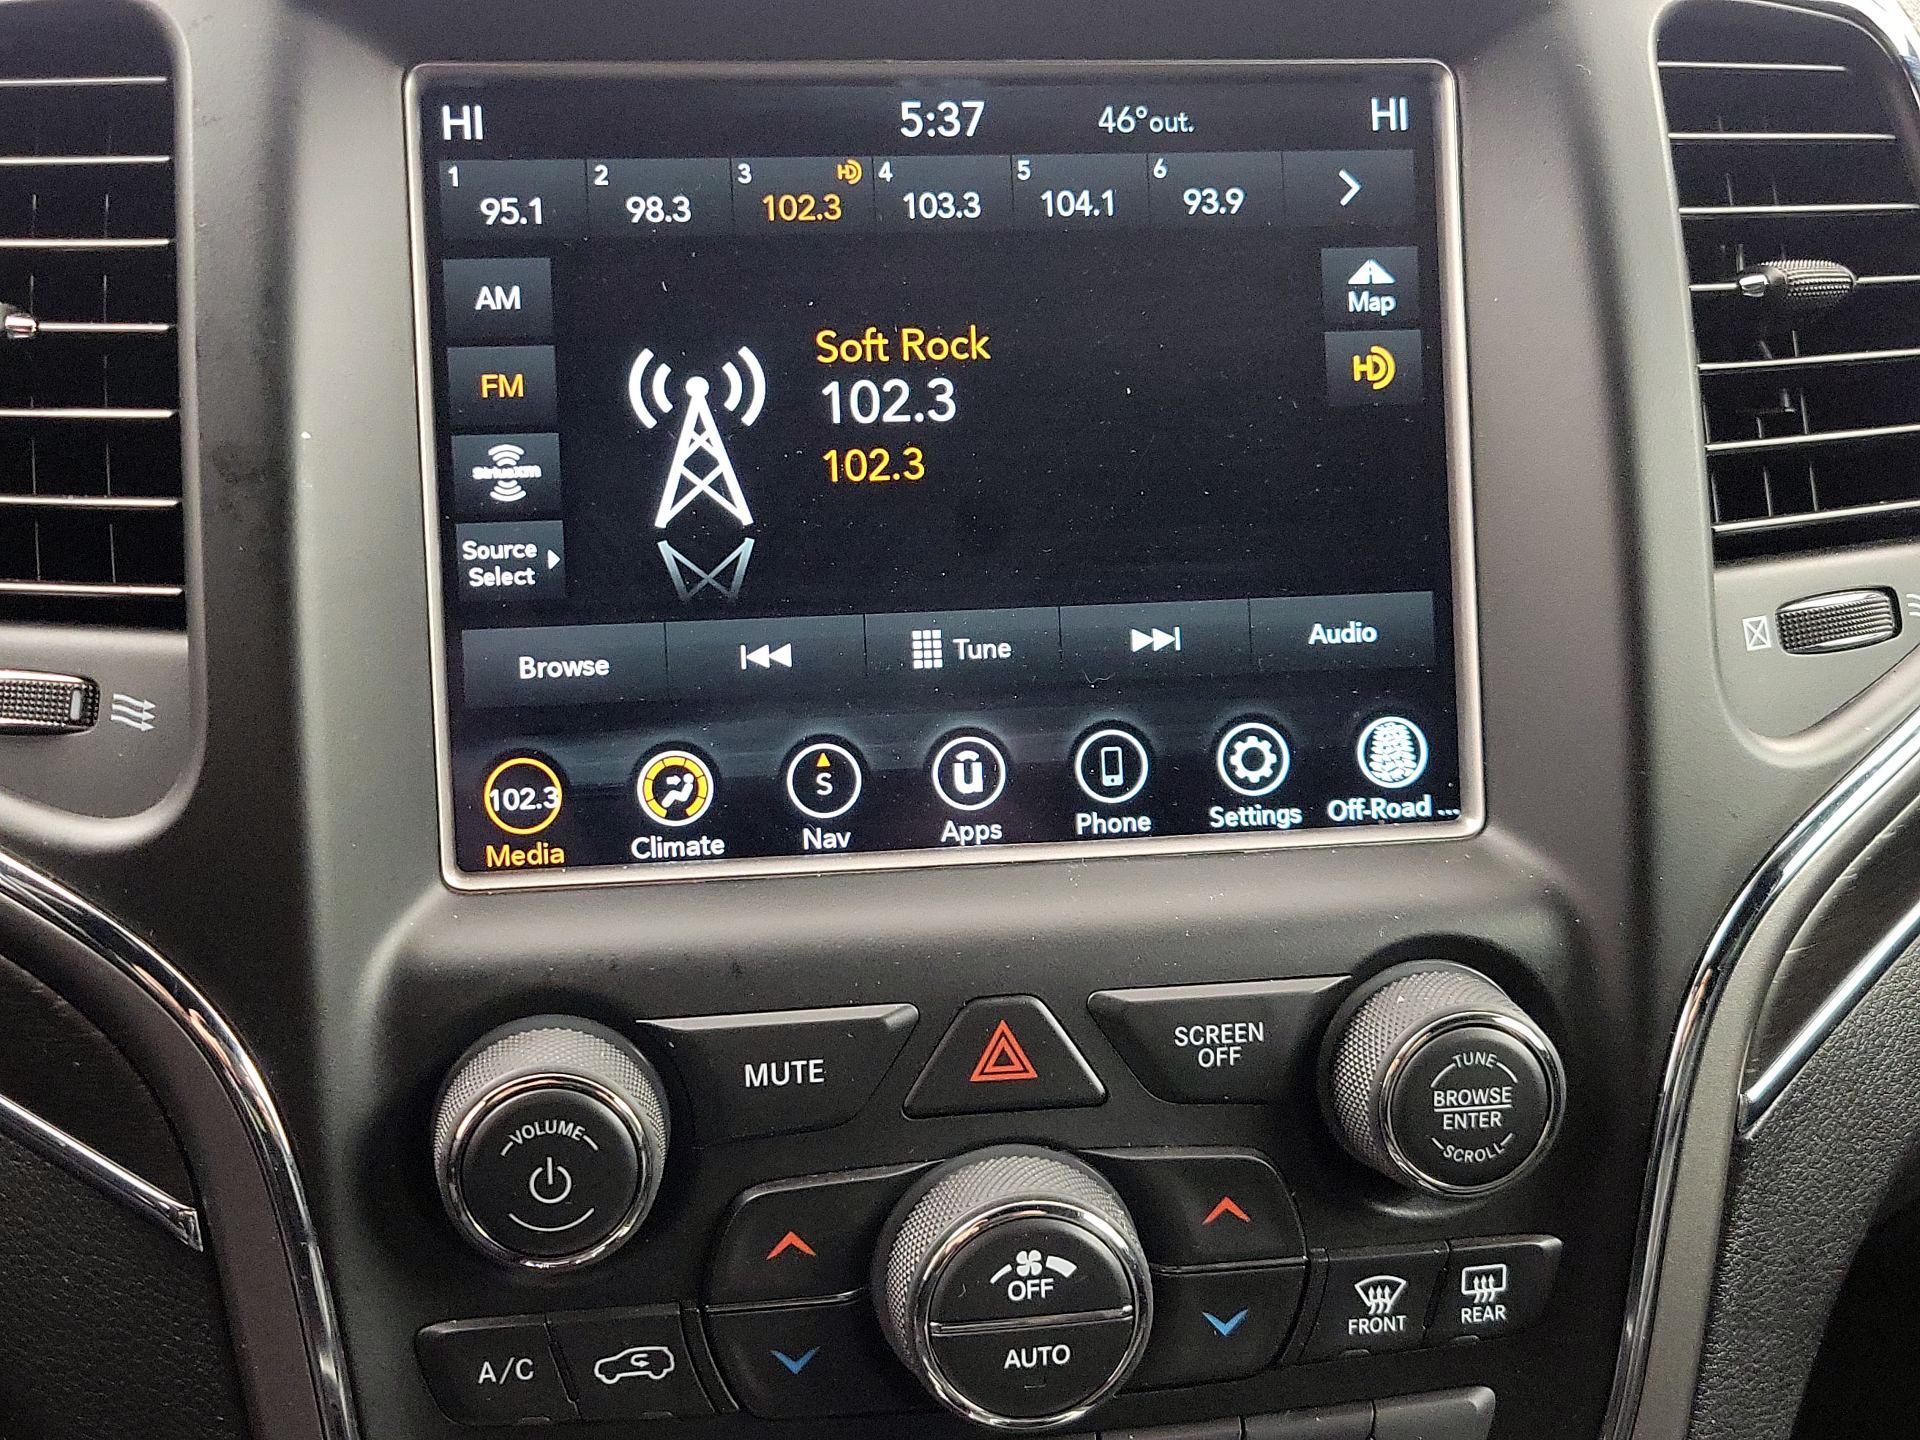 HI 5:37 46°out. HI
1 2 3 HD 4 5 6
95.1 98.3 102.3 103.3 104.1 93.9
AM
Map
Soft Rock
FM
102.3
HD
SiriusXM
102.3
Source
Select
Browse Tune Audio
102.3 S u
Media Climate Nav Apps Phone Settings Off-Road ...
MUTE
SCREEN
OFF
TUNE
BROWSE
ENTER
SCROLL
VOLUME
OFF
AUTO
A/C
FRONT
REAR